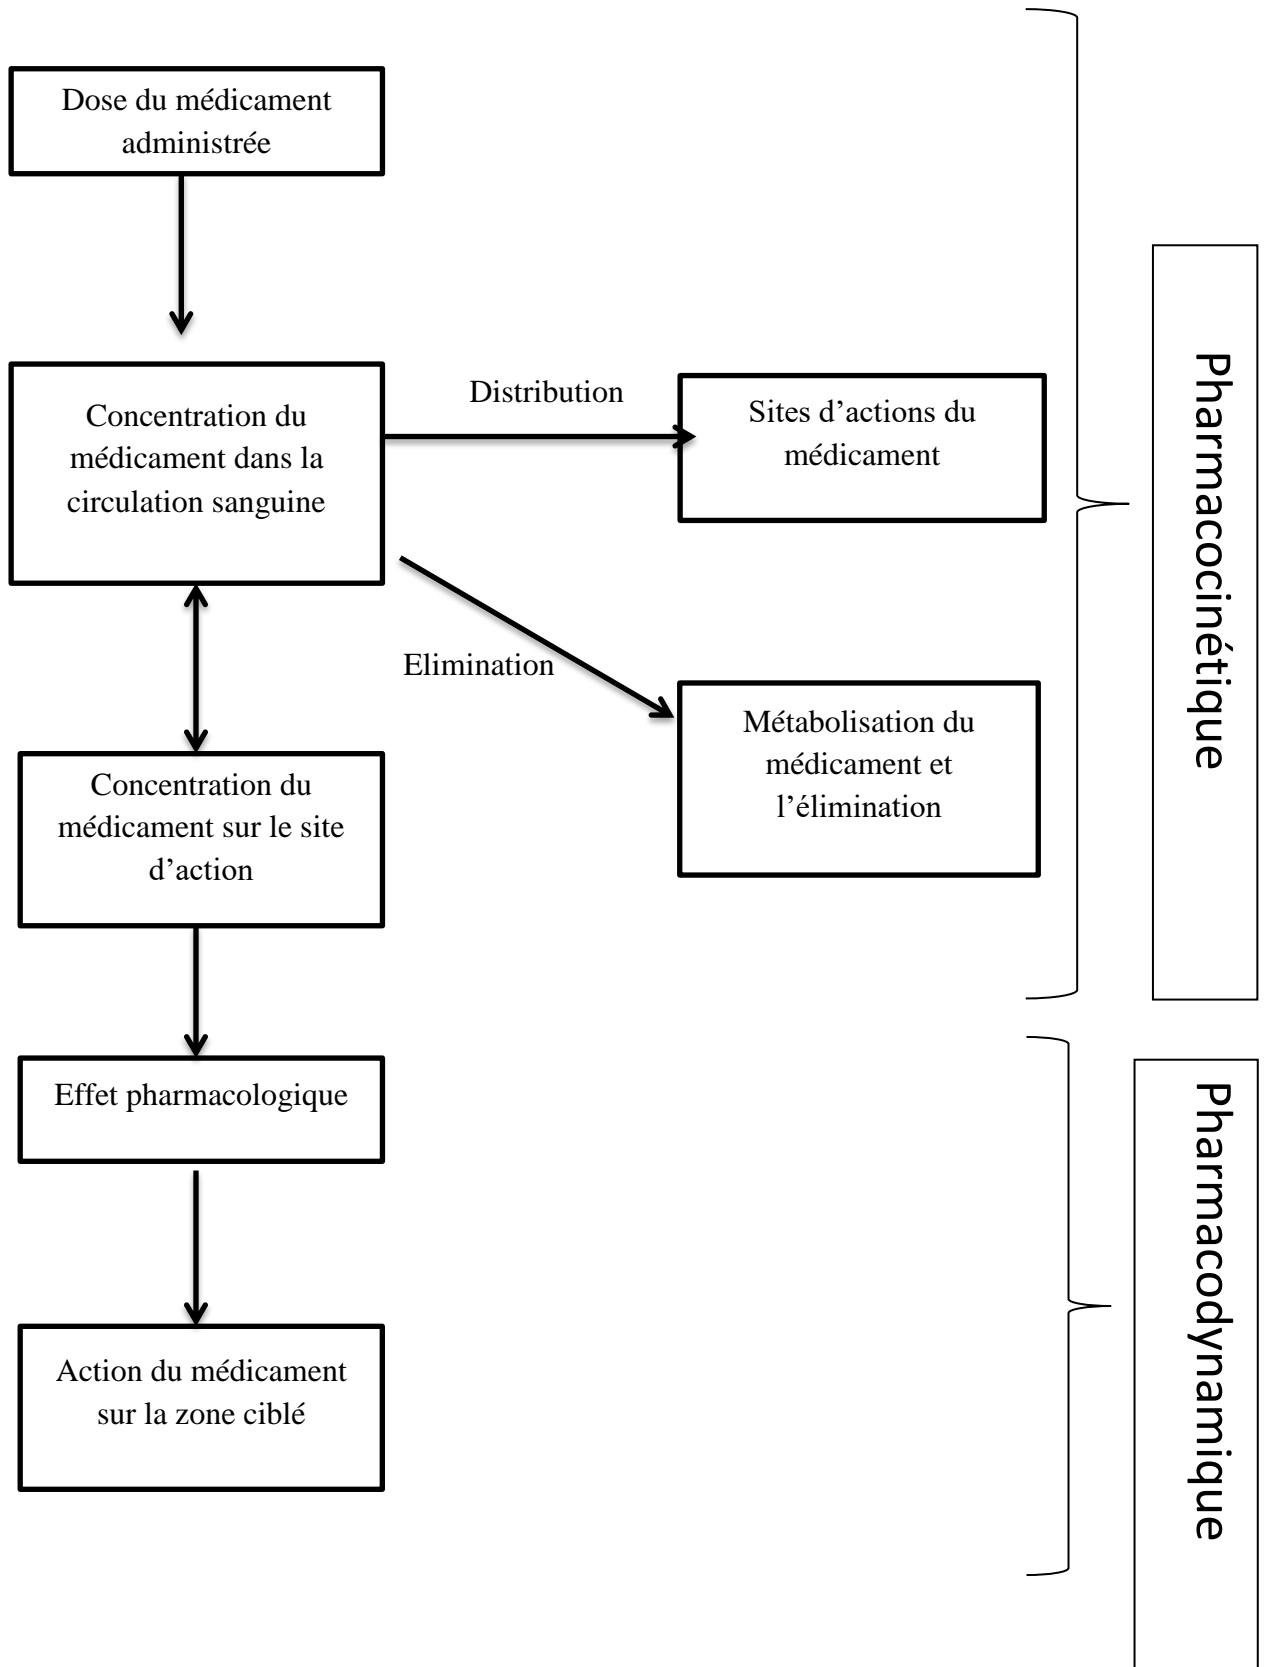 Dose du médicament
administrée
Concentration du
médicament dans la
circulation sanguine
Distribution
Sites d’actions du
médicament
Elimination
Métabolisation du
médicament et
l’élimination
Concentration du
médicament sur le site
d’action
Pharmacocinétique
Effet pharmacologique
Action du médicament
sur la zone ciblé
Pharmacodynamique